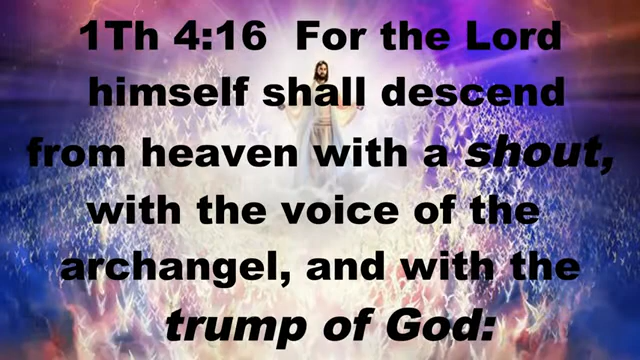 1Th 4:16  For the Lord
himself shall descend
from heaven with a shout,
with the voice of the
archangel, and with the
trump of God: